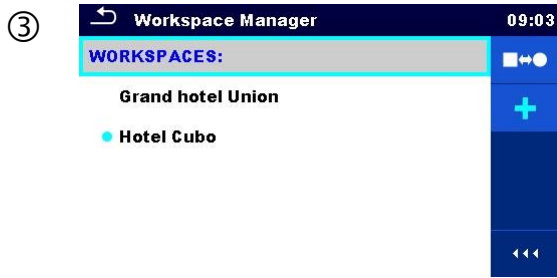 ③
Workspace Manager 09:03
WORKSPACES:
Grand hotel Union
Hotel Cubo